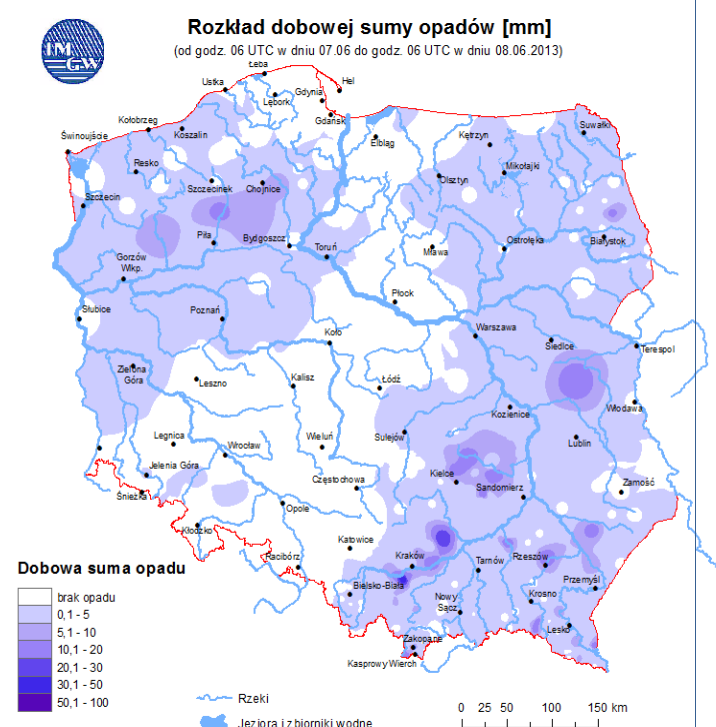 Rozkład dobowej sumy opadów [mm]
(od godz. 06 UTC w dniu 07.06 do godz. 06 UTC w dniu 08.06.2013)
IM
GW
Łeba
Ustka
Hel
Lębork
Gdynia
Gdańsk
Kołobrzeg
Koszalin
Świnoujście
Elbląg
Kętrzyn
Suwałki
Resko
Mikołajki
Szczecinek
Chojnice
Olsztyn
Szczecin
Piła
Bydgoszcz
Toruń
Mława
Ostrołęka
Białystok
Gorzów
Wlkp.
Płock
Słubice
Poznań
Koło
Warszawa
Siedlce
Terespol
Zielona
Góra
Leszno
Kalisz
Łódź
Kozienice
Włodawa
Legnica
Wrocław
Wieluń
Sulejów
Lublin
Jelenia Góra
Śnieżka
Częstochowa
Kielce
Sandomierz
Zamość
Opole
Kłodzko
Katowice
Racibórz
Kraków
Tarnów
Rzeszów
Przemyśl
Bielsko-Biała
Nowy
Sącz
Krosno
Lesko
Zakopane
Kasprowy Wierch
Dobowa suma opadu
brak opadu
0,1 - 5
5,1 - 10
10,1 - 20
20,1 - 30
30,1 - 50
50,1 - 100
Rzeki
Jeziora i zbiorniki wodne
0 25 50 100 150 km